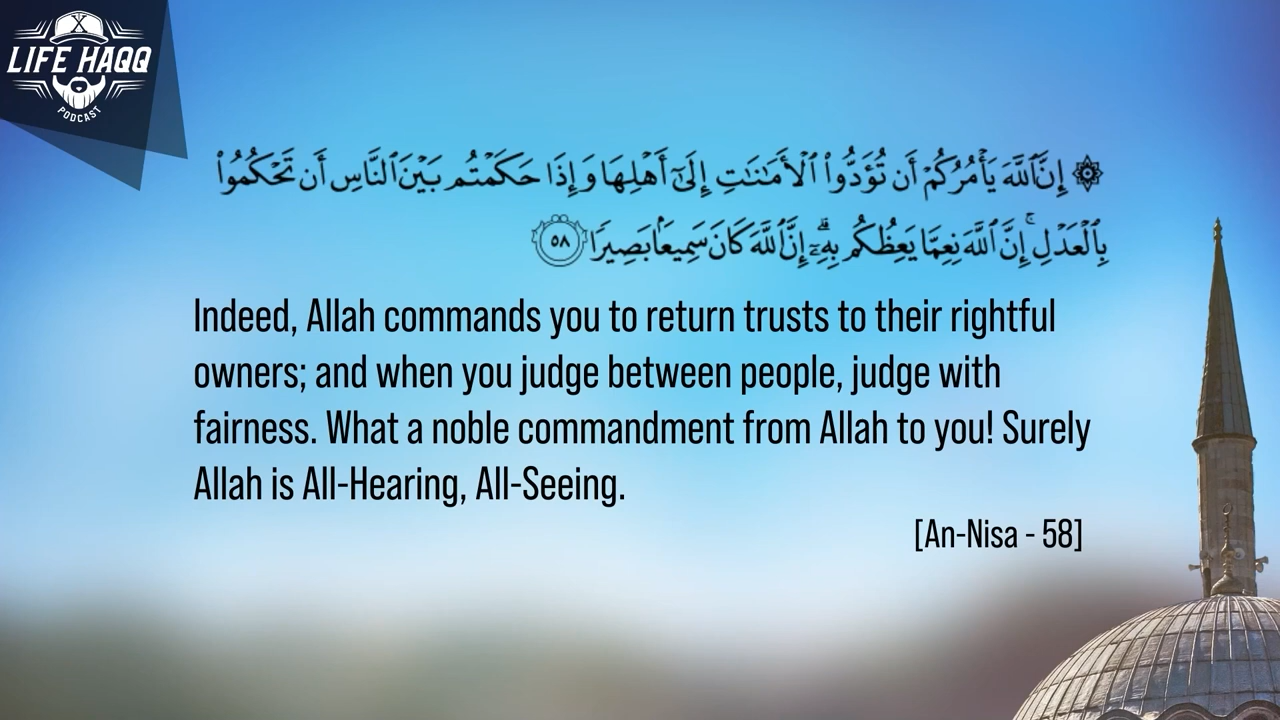 LIFE HAQQ
PODCAST
۞ إِنَّ ٱللَّهَ يَأۡمُرُكُمۡ أَن تُؤَدُّواْ ٱلۡأَمَٰنَٰتِ إِلَىٰٓ أَهۡلِهَا وَإِذَا حَكَمۡتُم بَيۡنَ ٱلنَّاسِ أَن تَحۡكُمُواْ
بِٱلۡعَدۡلِۚ إِنَّ ٱللَّهَ نِعِمَّا يَعِظُكُم بِهِۦٓۗ إِنَّ ٱللَّهَ كَانَ سَمِيعَۢا بَصِيرٗا ٥٨
Indeed, Allah commands you to return trusts to their rightful
owners; and when you judge between people, judge with
fairness. What a noble commandment from Allah to you! Surely
Allah is All-Hearing, All-Seeing.
[An-Nisa - 58]